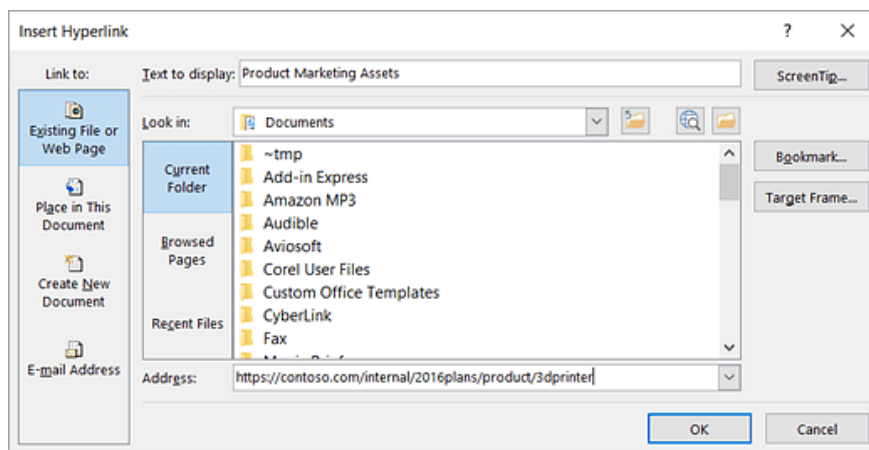 Insert Hyperlink
?
Link to:
Text to display: Product Marketing Assets
ScreenTip...
Existing File or
Web Page
Look in: Documents
Current
Folder
~tmp
Add-in Express
Amazon MP3
Audible
Aviosoft
Corel User Files
Custom Office Templates
CyberLink
Fax
Bookmark...
Target Frame...
Place in This
Document
Browsed
Pages
Create New
Document
Recent Files
E-mail Address
Address: https://contoso.com/internal/2016plans/product/3dprinter
OK
Cancel